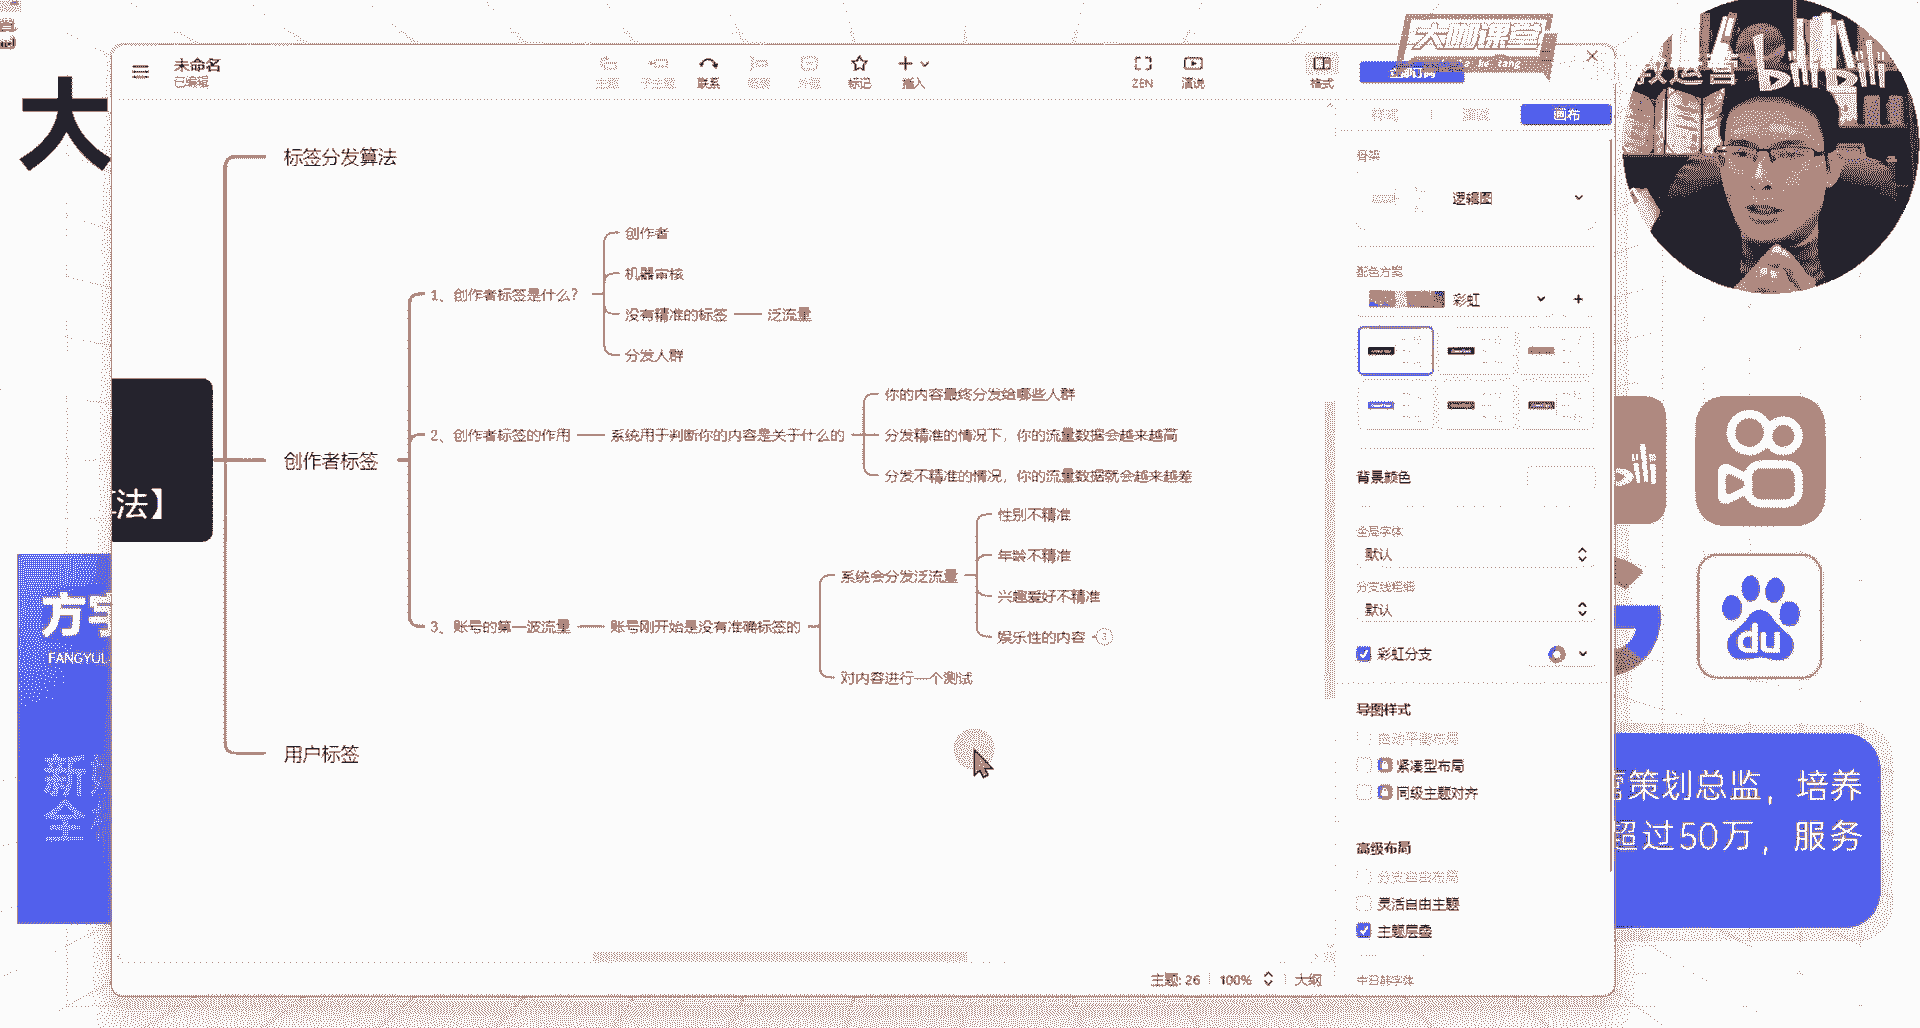 大
未命名
已编辑
主题
子主题
联系
概要
外框
标记
插入
ZEN
演说
格式
大咖课堂
教运营
bilibili
样式
演说
画布
标签分发算法
创作者标签
用户标签
算法】
1、创作者标签是什么?
创作者
机器审核
没有精准的标签
泛流量
分发人群
2、创作者标签的作用
系统用于判断你的内容是关于什么的
你的内容最终分发给哪些人群
分发精准的情况下，你的流量数据会越来越高
分发不精准的情况，你的流量数据就会越来越差
3、账号的第一波流量
账号刚开始是没有准确标签的
系统会分发泛流量
性别不精准
年龄不精准
兴趣爱好不精准
娱乐性的内容
3
对内容进行一个测试
骨架
逻辑图
配色方案
彩虹
背景颜色
全局字体
默认
分支线粗细
默认
彩虹分支
导图样式
自动平衡布局
紧凑型布局
同级主题对齐
高级布局
分支自由布局
灵活自由主题
主题层叠
中日韩字体
主题: 26
100%
大纲
方宇
FANGYU
新
全
du
营策划总监，培养
超过50万，服务